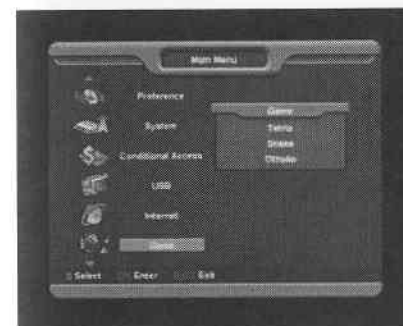 Main Menu
Preference
System
Conditional Access
USB
Internet
Game
Game
Tetris
Snake
Othello
Select Enter Exit